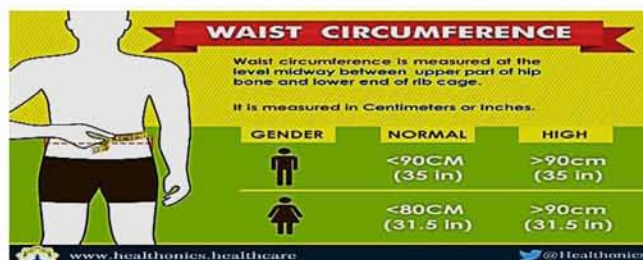 WAIST CIRCUMFERENCE
Waist circumference is measured at the
level midway between upper part of hip
bone and lower end of rib cage.
It is measured in Centimeters or Inches.
GENDER NORMAL HIGH
<90CM >90cm
(35 in) (35 in)
<80CM >90cm
(31.5 in) (31.5 in)
www.healthonics.healthcare @Healthonics